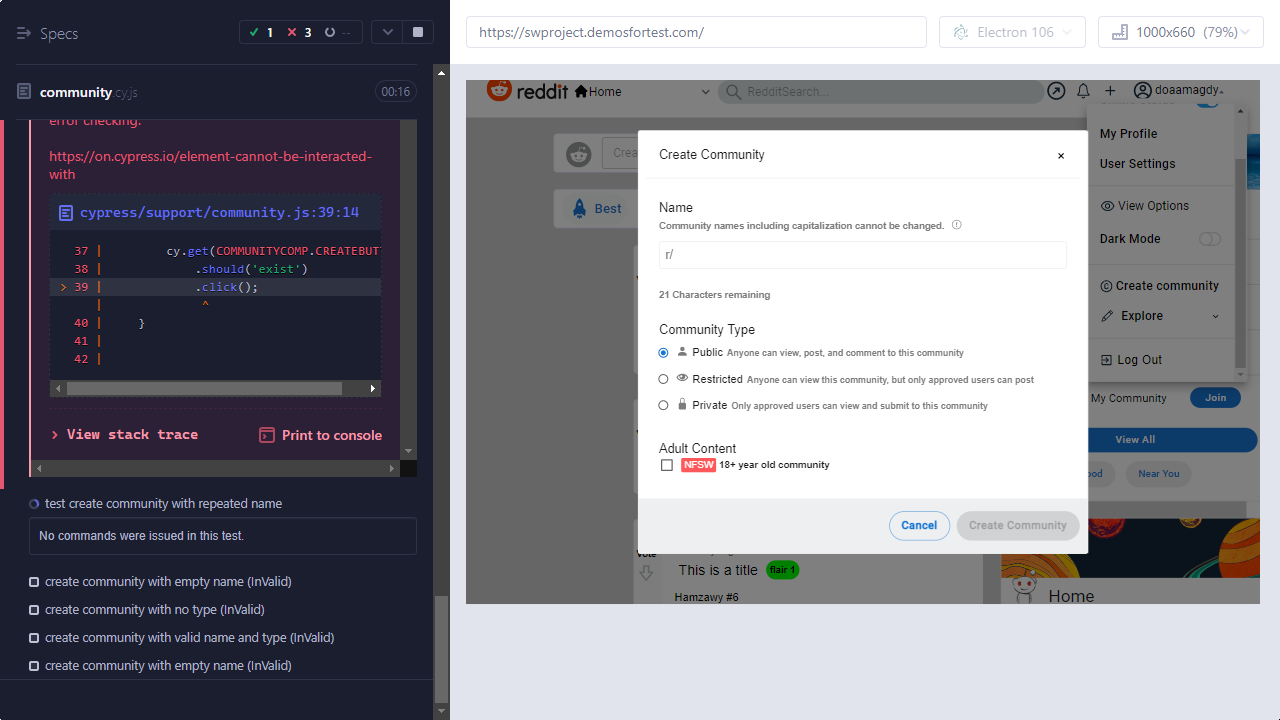 Specs
1
3
--
community.cy.js
00:16
error checking.
https://on.cypress.io/element-cannot-be-interacted-
with
cypress/support/community.js:39:14
37 | cy.get(COMMUNITYCOMP.CREATEBUT
38 | .should('exist')
> 39 | .click();
| ^
40 | }
41 |
42 |
View stack trace
Print to console
test create community with repeated name
No commands were issued in this test.
create community with empty name (InValid)
create community with no type (InValid)
create community with valid name and type (InValid)
create community with empty name (InValid)
https://swproject.demosfortest.com/
Electron 106
1000x660 (79%)
reddit
Home
RedditSearch...
doaamagdy
My Profile
User Settings
View Options
Dark Mode
Create community
Explore
Log Out
Crea
Best
Create Community
×
Name
Community names including capitalization cannot be changed.
r/
21 Characters remaining
Community Type
Public Anyone can view, post, and comment to this community
Restricted Anyone can view this community, but only approved users can post
Private Only approved users can view and submit to this community
Adult Content
NFSW 18+ year old community
Cancel
Create Community
My Community
Join
View All
Near You
This is a title
flair 1
Hamzawy #6
Home